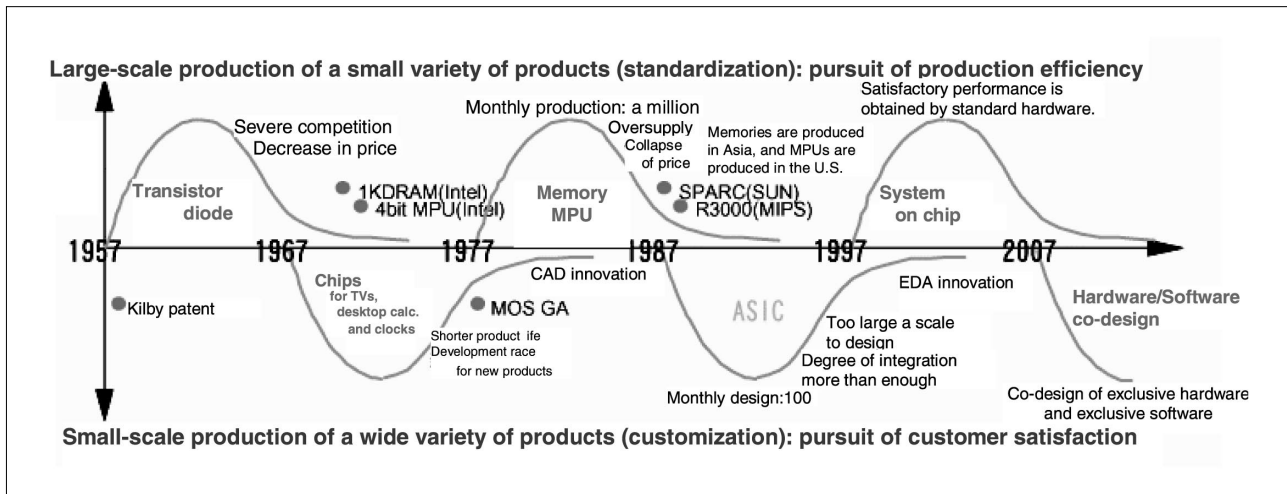 Large-scale production of a small variety of products (standardization): pursuit of production efficiency
Severe competition
Decrease in price
Monthly production: a million
Oversupply
Collapse
of price
Memories are produced
in Asia, and MPUs are
produced in the U.S.
Satisfactory performance is
obtained by standard hardware.
Transistor
diode
1KDRAM(Intel)
4bit MPU(Intel)
Memory
MPU
SPARC(SUN)
R3000(MIPS)
System
on chip
1957
1967
1977
1987
1997
2007
Kilby patent
Chips
for TVs,
desktop calc.
and clocks
CAD innovation
MOS GA
Shorter product ife
Development race
for new products
ASIC
Monthly design:100
EDA innovation
Too large a scale
to design
Degree of integration
more than enough
Hardware/Software
co-design
Co-design of exclusive hardware
and exclusive software
Small-scale production of a wide variety of products (customization): pursuit of customer satisfaction